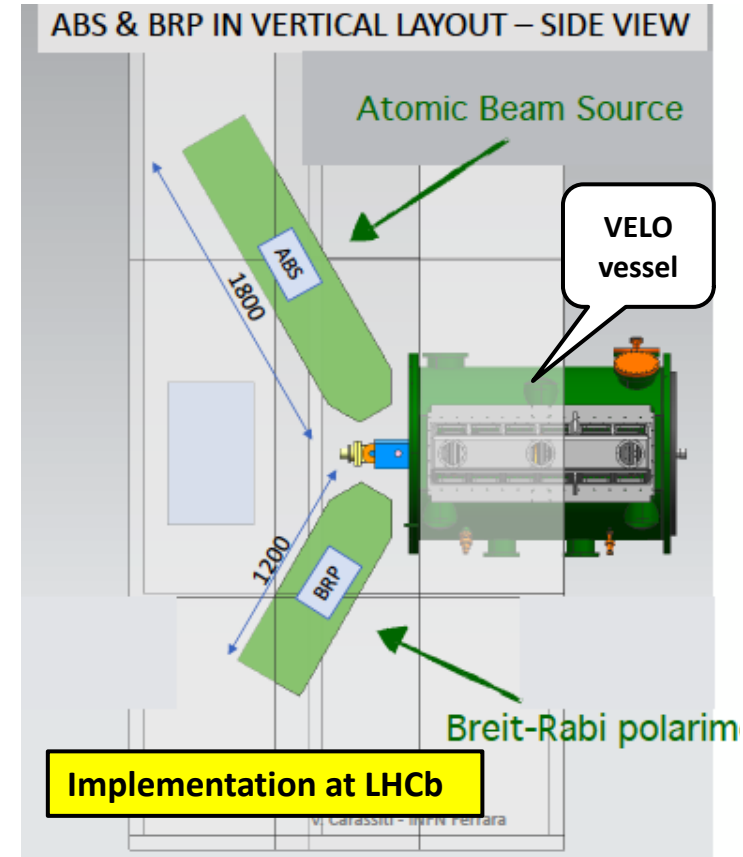 ABS & BRP IN VERTICAL LAYOUT – SIDE VIEW
Atomic Beam Source
VELO
vessel
ABS
1800
1200
BRP
Breit-Rabi polarim
Implementation at LHCb
V. Carassiti - INFN Ferrara